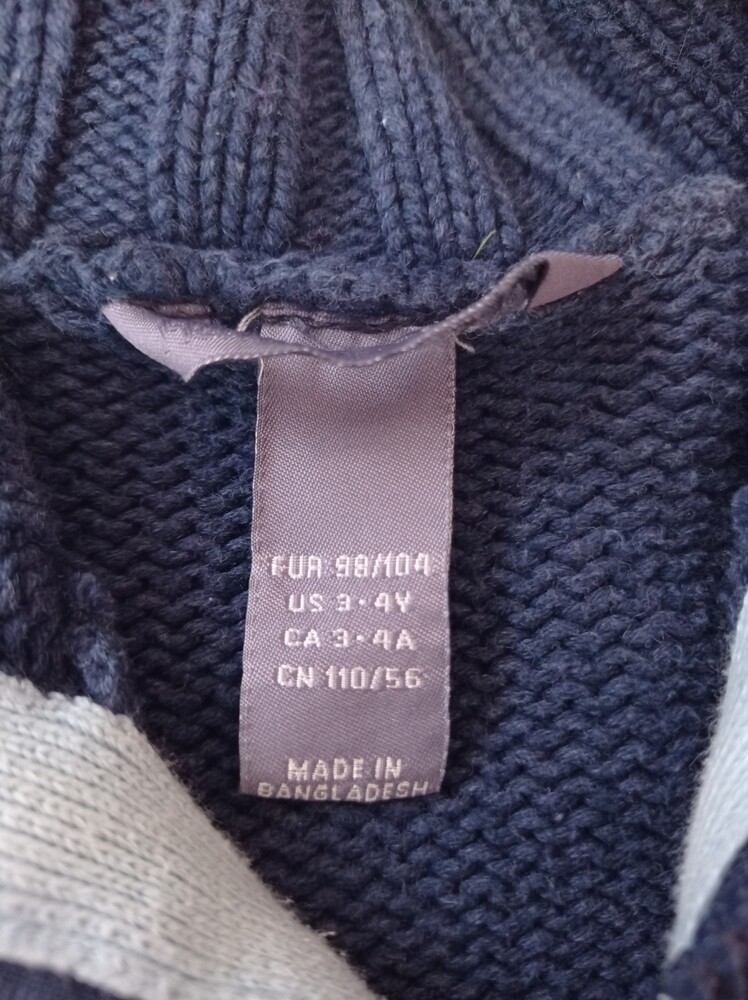 EUR 98/104
US 3-4Y
CA 3-4A
CN 110/56
MADE IN
BANGLADESH